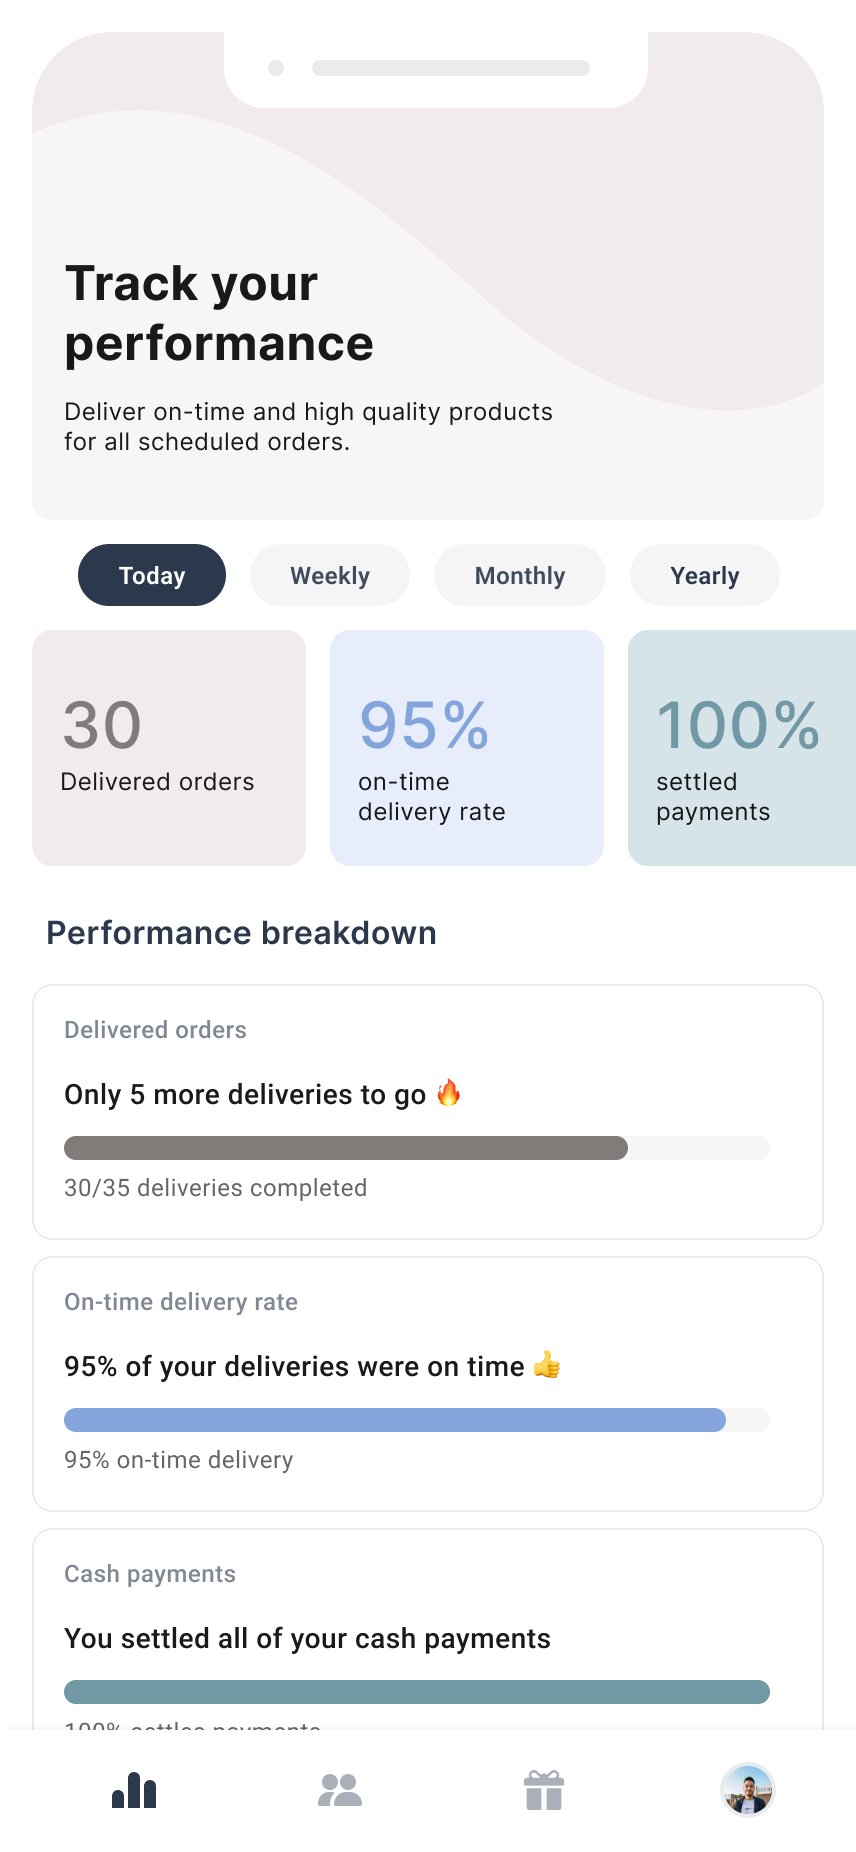 Track your
performance
Deliver on-time and high quality products
for all scheduled orders.
Today
Weekly
Monthly
Yearly
30
Delivered orders
95%
on-time
delivery rate
100%
settled
payments
Performance breakdown
Delivered orders
Only 5 more deliveries to go 🔥
30/35 deliveries completed
On-time delivery rate
95% of your deliveries were on time 👍
95% on-time delivery
Cash payments
You settled all of your cash payments
100% settles payments